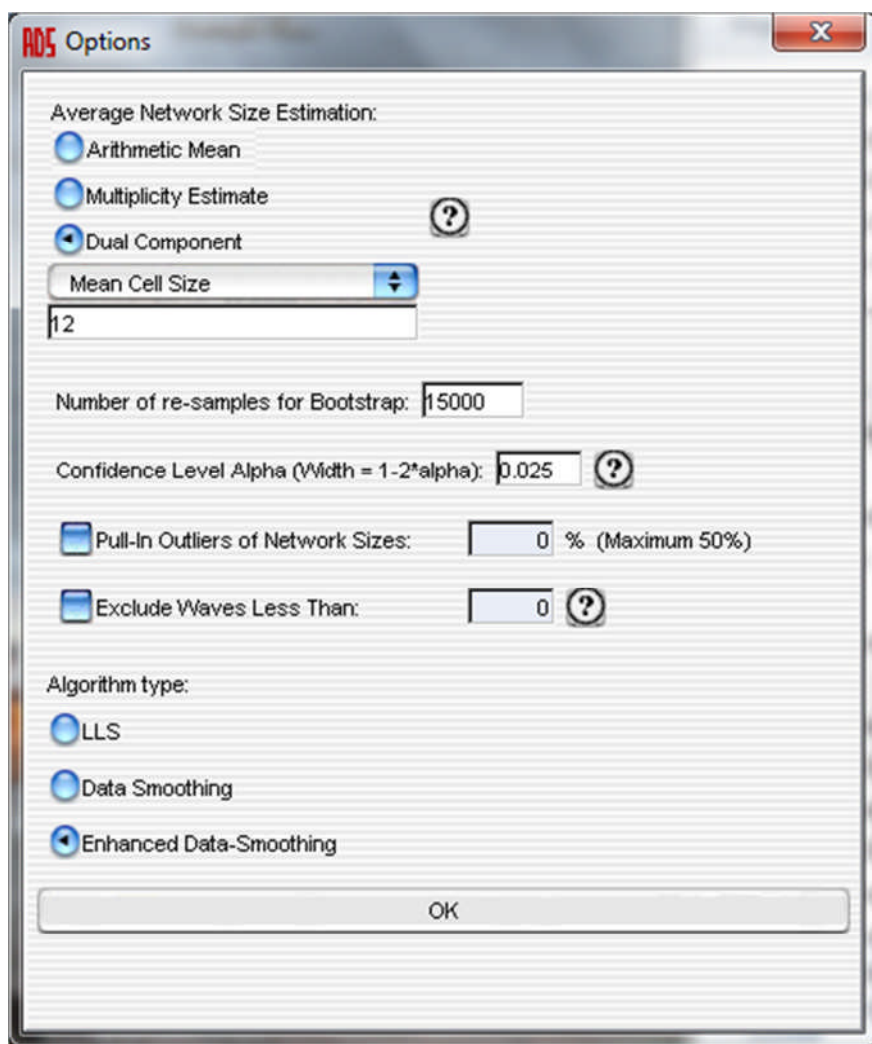 RDS Options
X
Average Network Size Estimation:
Arithmetic Mean
Multiplicity Estimate
?
Dual Component
Mean Cell Size
12
Number of re-samples for Bootstrap: 15000
Confidence Level Alpha (Width = 1-2*alpha): 0.025 ?
Pull-In Outliers of Network Sizes: 0 % (Maximum 50%)
Exclude Waves Less Than: 0 ?
Algorithm type:
LLS
Data Smoothing
Enhanced Data-Smoothing
OK